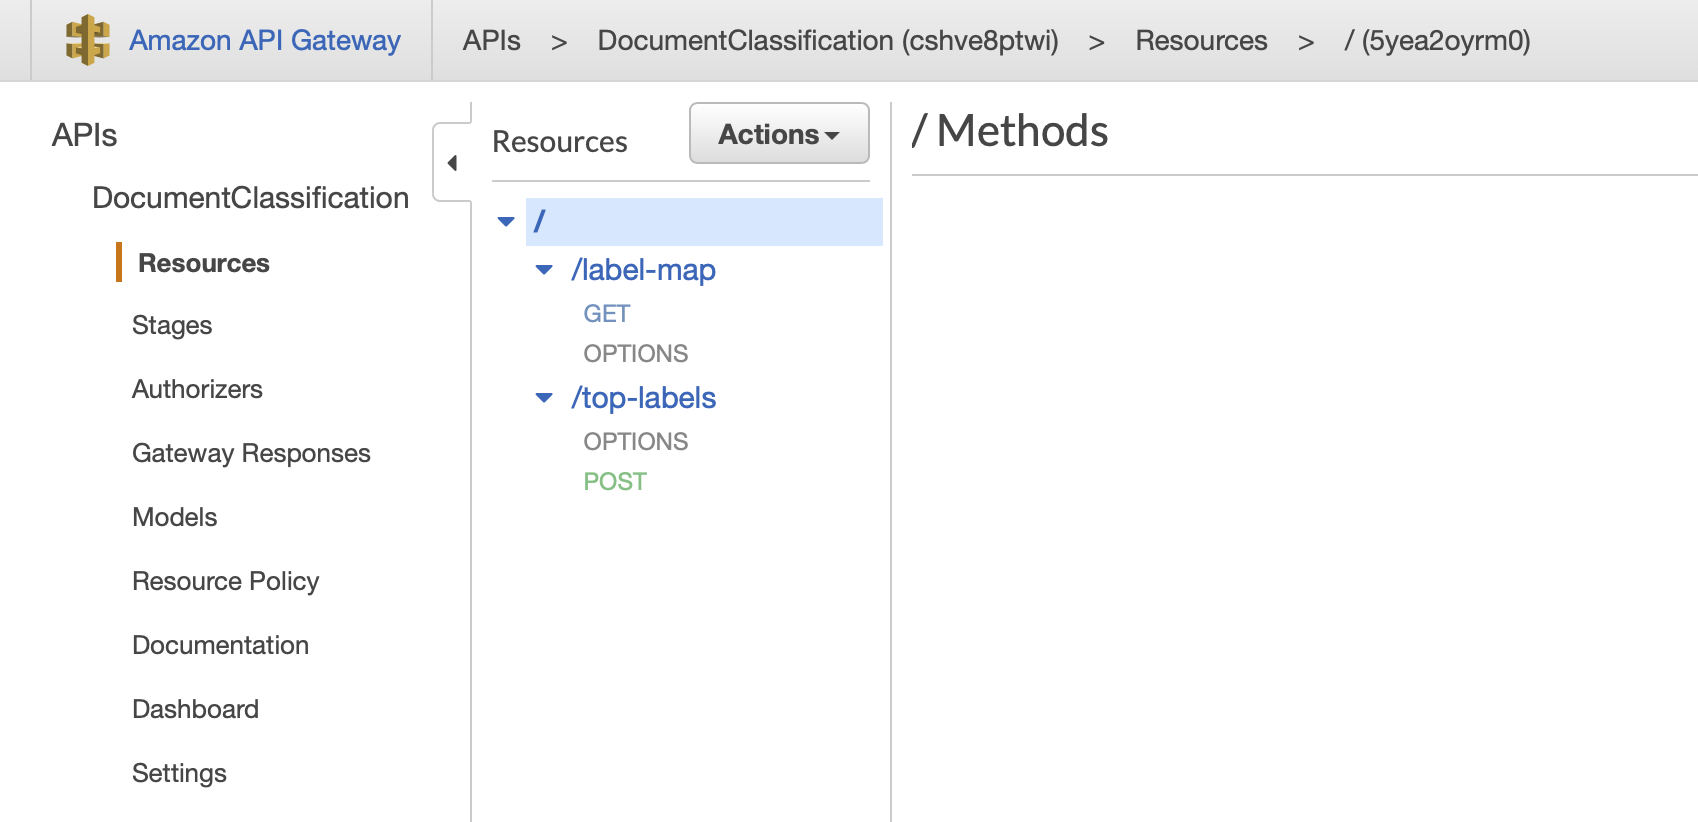 Amazon API Gateway
APIs > DocumentClassification (cshve8ptwi) > Resources > / (5yea2oyrm0)
APIs
DocumentClassification
Resources
Stages
Authorizers
Gateway Responses
Models
Resource Policy
Documentation
Dashboard
Settings
Resources
Actions
/
/label-map
GET
OPTIONS
/top-labels
OPTIONS
POST
/ Methods